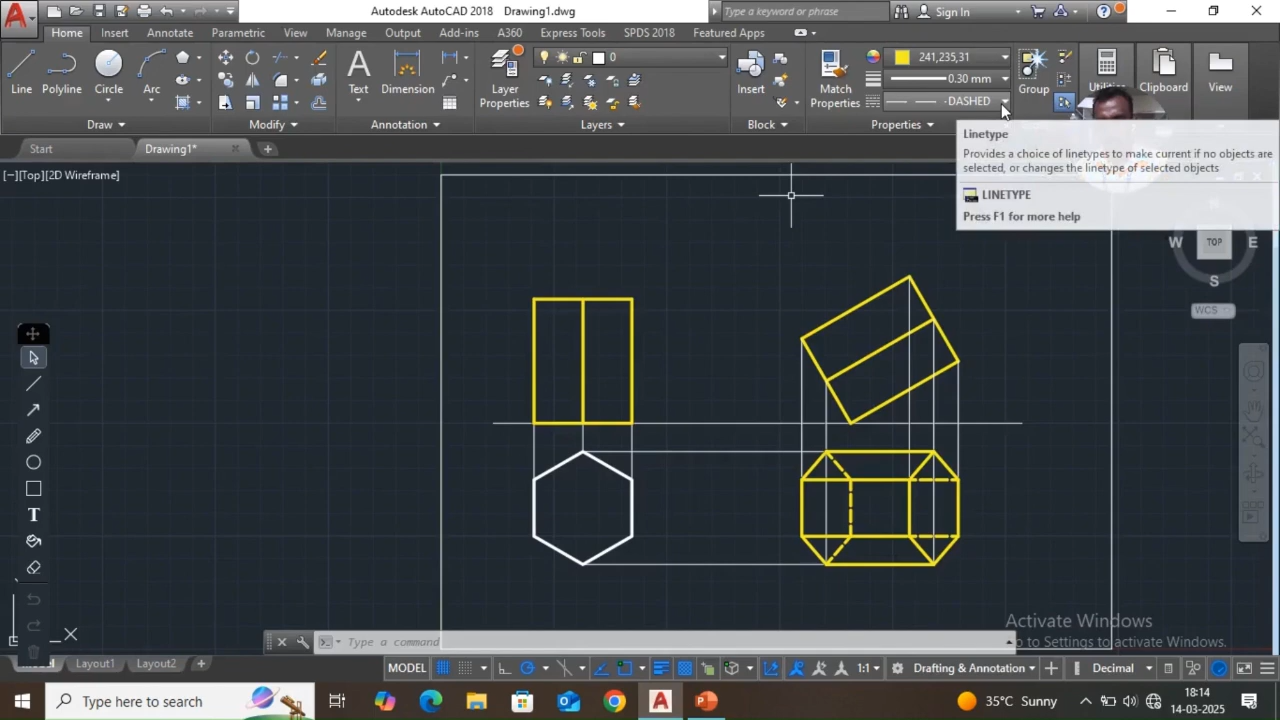 Autodesk AutoCAD 2018 Drawing1.dwg
Type a keyword or phrase
Sign In
Home Insert Annotate Parametric View Manage Output Add-ins A360 Express Tools SPDS 2018 Featured Apps
Line
Polyline
Circle
Arc
Draw
Modify
Text
Dimension
Annotation
Layer
Properties
0
Layers
Insert
Block
Match
Properties
241,235,31
0.30 mm
DASHED
Properties
Group
Utilities
Clipboard
View
Start
Drawing1*
Linetype
Provides a choice of linetypes to make current if no objects are
selected, or changes the linetype of selected objects
LINETYPE
Press F1 for more help
[−][Top][2D Wireframe]
W
TOP
E
S
WCS
T
Activate Windows
Go to Settings to activate Windows.
Type a command
Model
Layout1
Layout2
MODEL
1:1
Drafting & Annotation
Decimal
Type here to search
35°C Sunny
18:14
14-03-2025